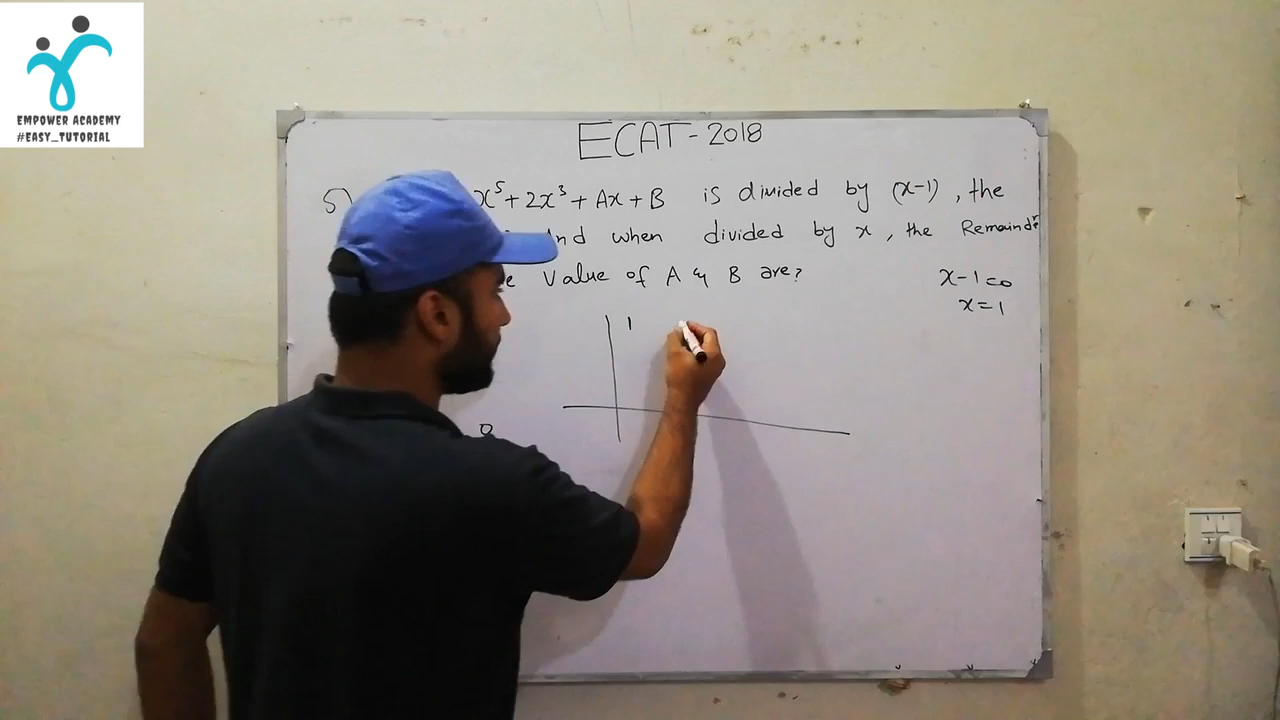 EMPOWER ACADEMY
#EASY_TUTORIAL
ECAT-2018
5) x⁵ + 2x³ + Ax + B is divided by (x-1), the
and when divided by x, the Remainder
Value of A & B are?
x-1=0
x=1
1
0